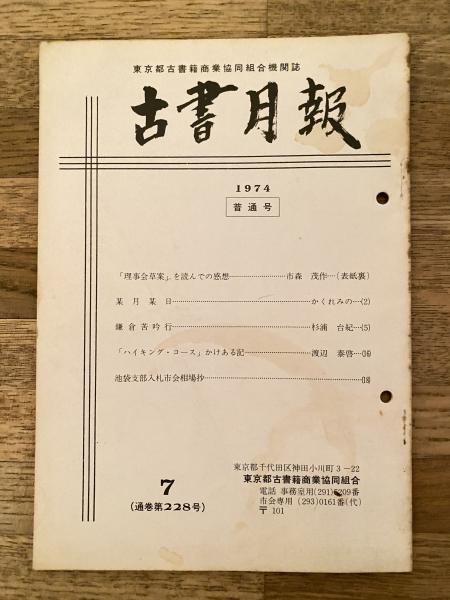 東京都古書籍商業協同組合機関誌
古書月報
1974
普通号
「理事会草案」を読んでの感想…………………市森 茂作…(表紙裏)
某月某日……………………………………かくれみの…(2)
鎌倉苦吟行……………………………………杉浦 台紀…(5)
「ハイキング・コース」かけある記………………渡辺 泰啓…(16)
池袋支部入札市会相場抄……………………………………(18)
7
(通巻第228号)
東京都千代田区神田小川町3-22
東京都古書籍商業協同組合
電話 事務室用(291)5209番
市会専用 (293)0161番(代)
〒101